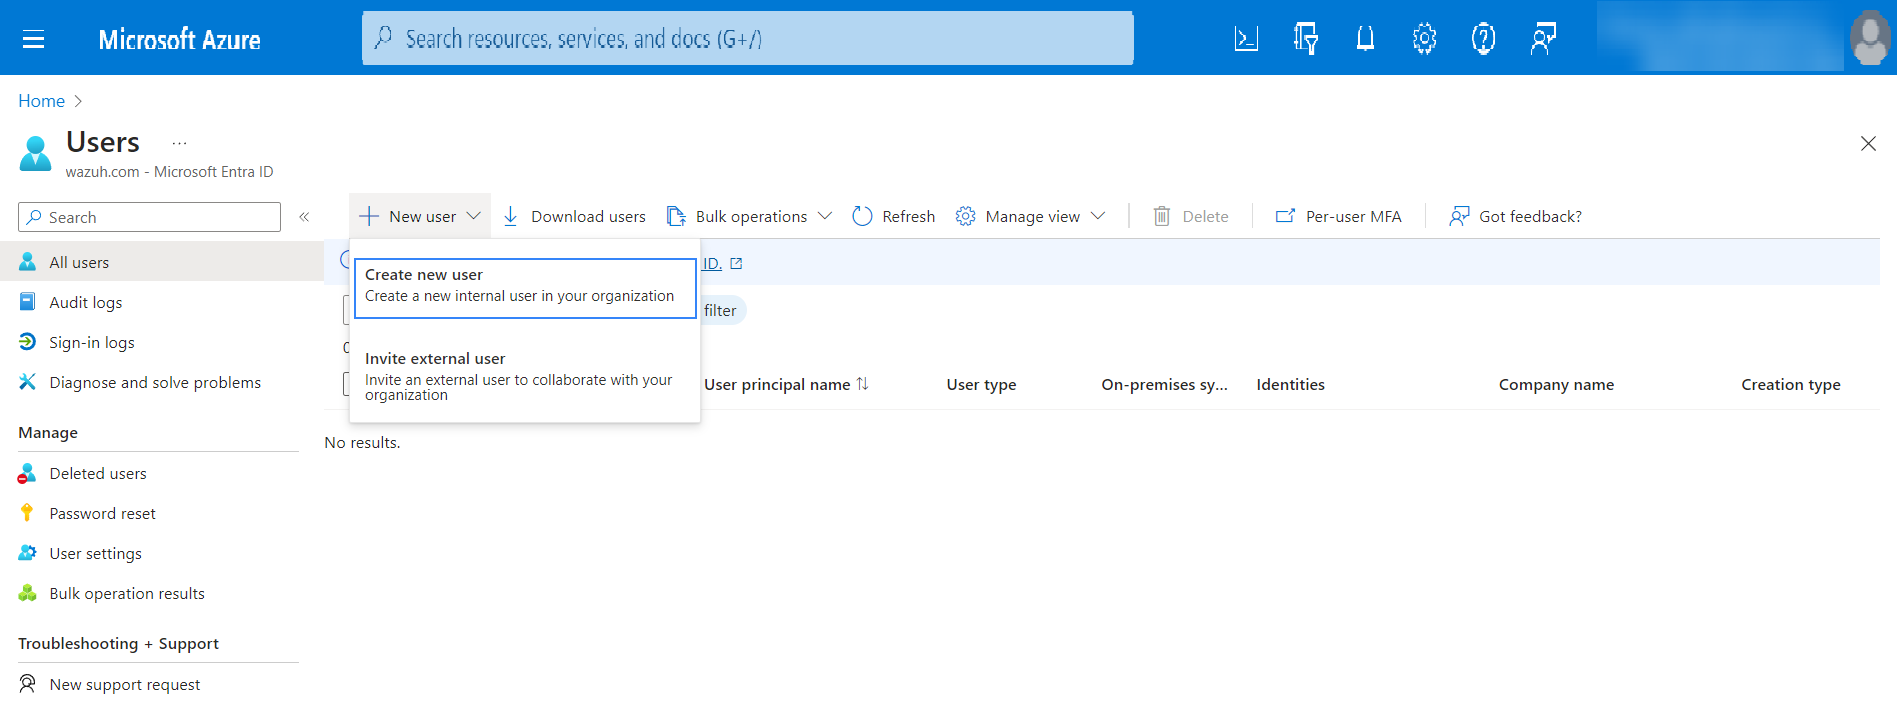 Microsoft Azure
Search resources, services, and docs (G+/)
Home
Users
...
wazuh.com - Microsoft Entra ID
Search
«
New user
Download users
Bulk operations
Refresh
Manage view
Delete
Per-user MFA
Got feedback?
All users
Audit logs
Sign-in logs
Diagnose and solve problems
Manage
Deleted users
Password reset
User settings
Bulk operation results
Troubleshooting + Support
New support request
Create new user
Create a new internal user in your organization
Invite external user
Invite an external user to collaborate with your
organization
ID.
filter
User principal name
User type
On-premises sy...
Identities
Company name
Creation type
No results.